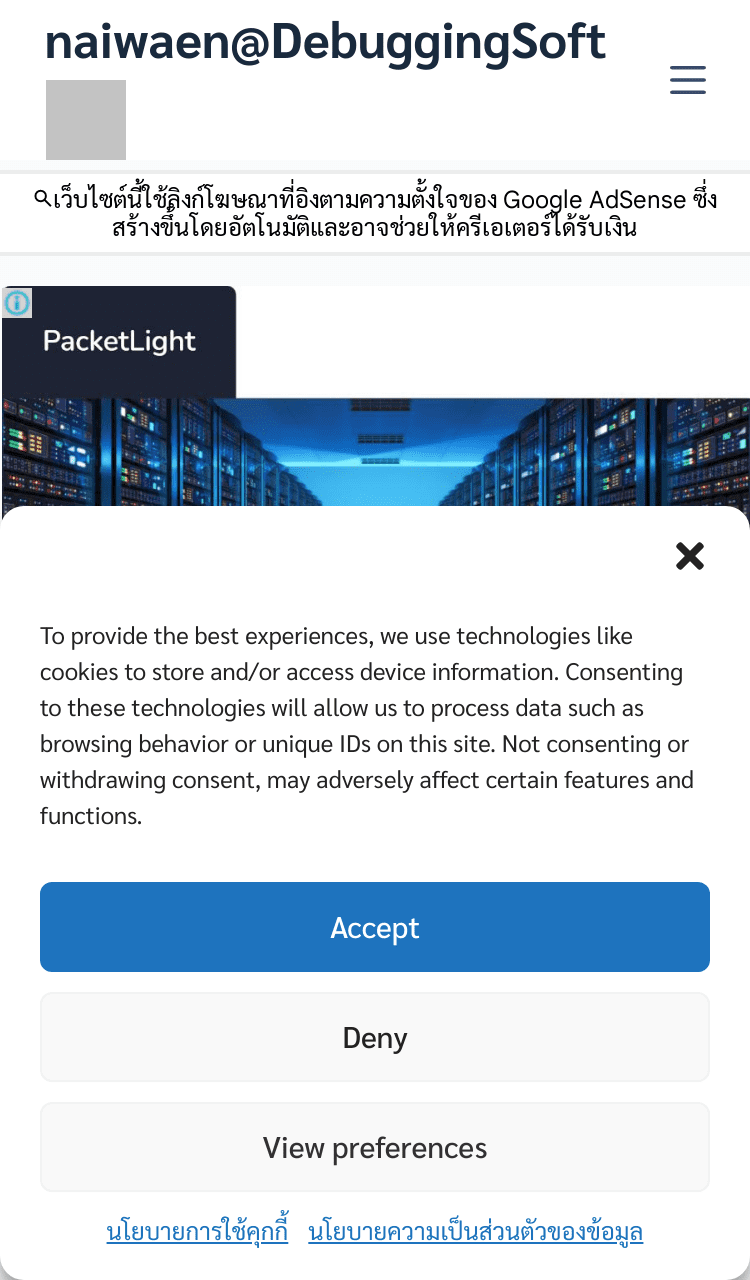 naiwaen@DebuggingSoft
เว็บไซต์นี้ใช้ลิงก์โฆษณาที่อิงตามความตั้งใจของ Google AdSense ซึ่ง
สร้างขึ้นโดยอัตโนมัติและอาจช่วยให้ครีเอเตอร์ได้รับเงิน
PacketLight
To provide the best experiences, we use technologies like
cookies to store and/or access device information. Consenting
to these technologies will allow us to process data such as
browsing behavior or unique IDs on this site. Not consenting or
withdrawing consent, may adversely affect certain features and
functions.
Accept
Deny
View preferences
นโยบายการใช้คุกกี้ นโยบายความเป็นส่วนตัวของข้อมูล